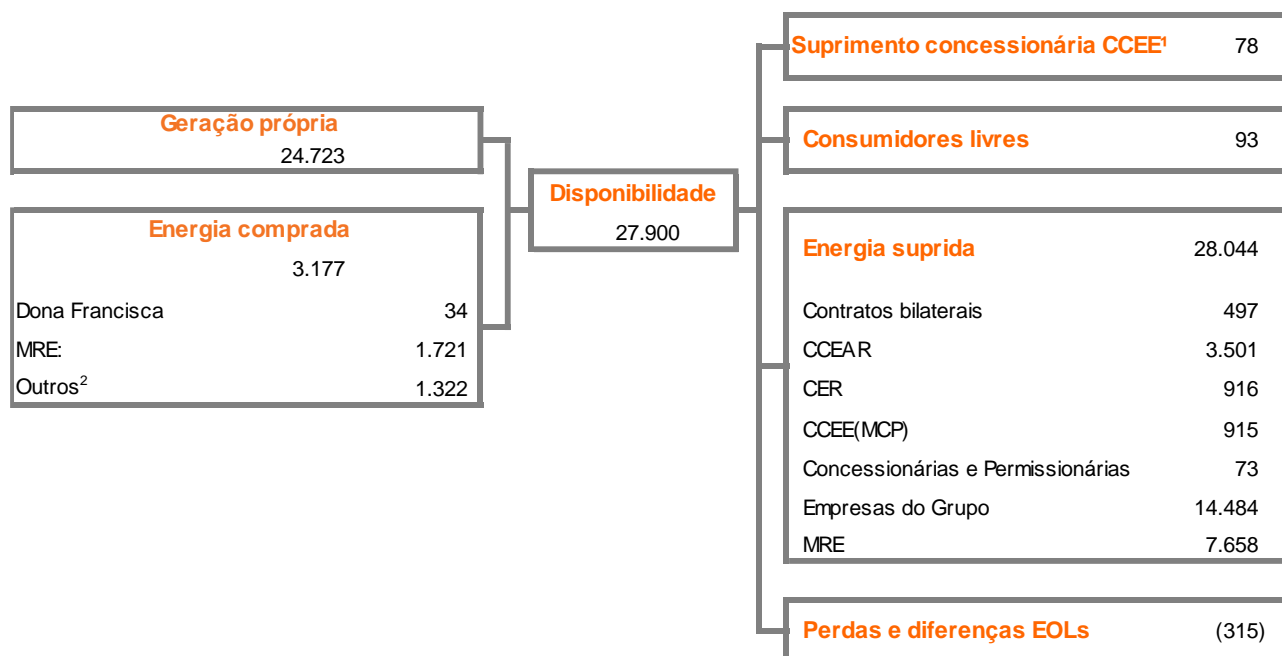 Geração própria
24.723
Energia comprada
3.177
Dona Francisca 34
MRE: 1.721
Outros² 1.322
Disponibilidade
27.900
Suprimento concessionária CCEE¹ 78
Consumidores livres 93
Energia suprida 28.044
Contratos bilaterais 497
CCEAR 3.501
CER 916
CCEE(MCP) 915
Concessionárias e Permissionárias 73
Empresas do Grupo 14.484
MRE 7.658
Perdas e diferenças EOLs (315)